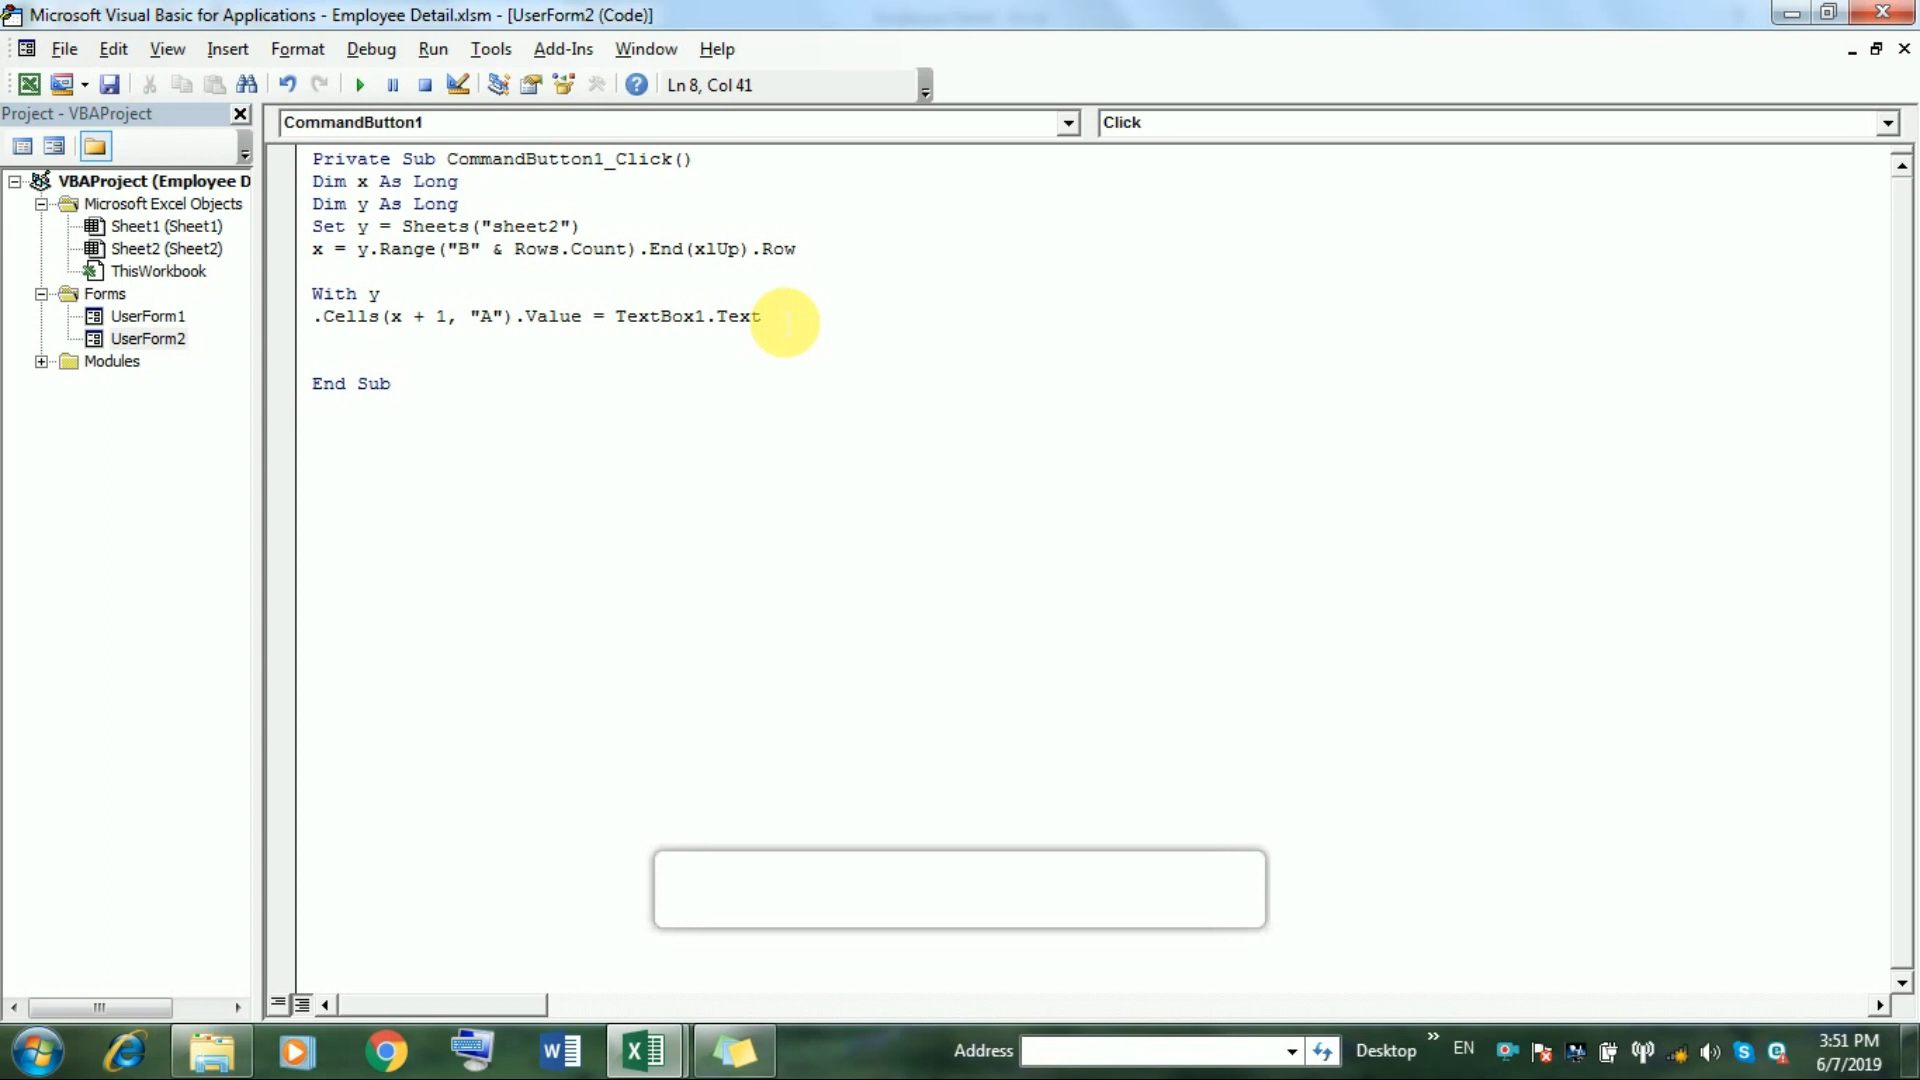 Microsoft Visual Basic for Applications - Employee Detail.xlsm - [UserForm2 (Code)]
File Edit View Insert Format Debug Run Tools Add-Ins Window Help
Ln 8, Col 41
Project - VBAProject
CommandButton1
Click
VBAProject (Employee D
Microsoft Excel Objects
Sheet1 (Sheet1)
Sheet2 (Sheet2)
ThisWorkbook
Forms
UserForm1
UserForm2
Modules
Private Sub CommandButton1_Click()
Dim x As Long
Dim y As Long
Set y = Sheets("sheet2")
x = y.Range("B" & Rows.Count).End(xlUp).Row
With y
.Cells(x + 1, "A").Value = TextBox1.Text
End Sub
Address
Desktop
EN
3:51 PM
6/7/2019